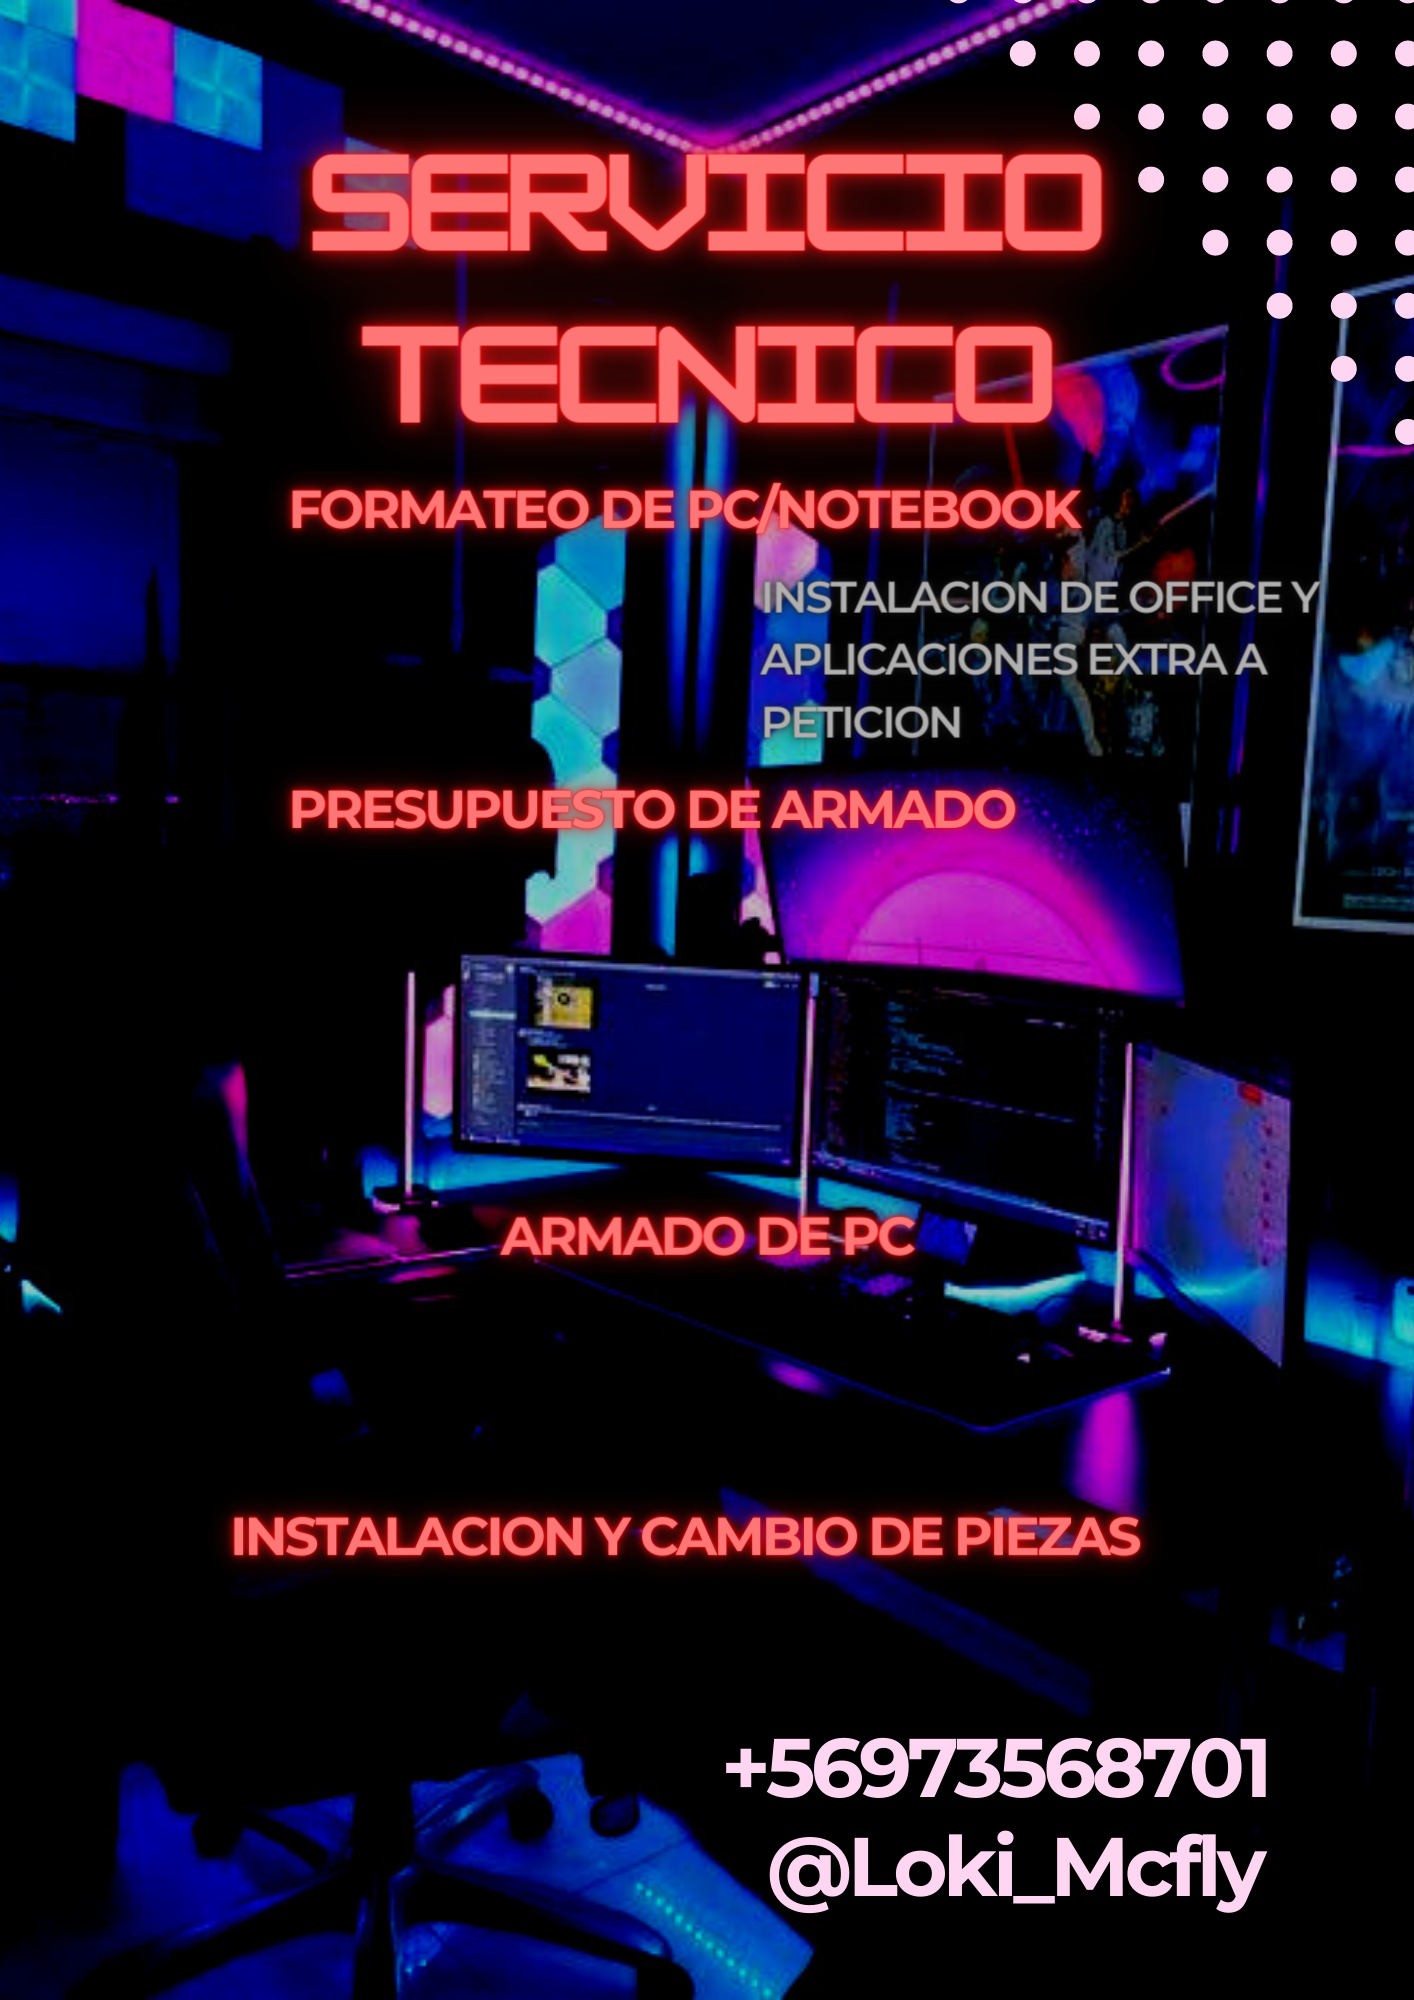 SERVICIO
TECNICO
FORMATEO DE PC/NOTEBOOK
INSTALACION DE OFFICE Y
APLICACIONES EXTRA A
PETICION
PRESUPUESTO DE ARMADO
ARMADO DE PC
INSTALACION Y CAMBIO DE PIEZAS
+56973568701
@Loki_Mcfly